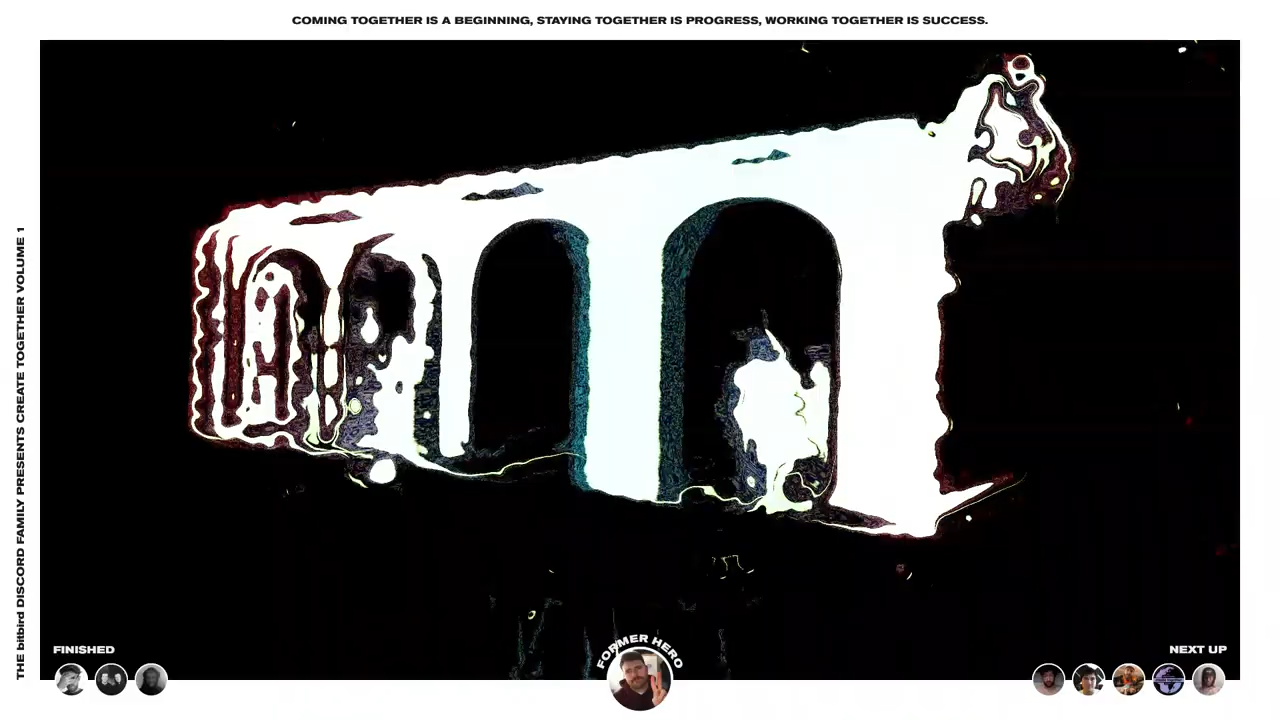 COMING TOGETHER IS A BEGINNING, STAYING TOGETHER IS PROGRESS, WORKING TOGETHER IS SUCCESS.
THE bitbird DISCORD FAMILY PRESENTS CREATE TOGETHER VOLUME 1
FINISHED
FORMER HERO
NEXT UP